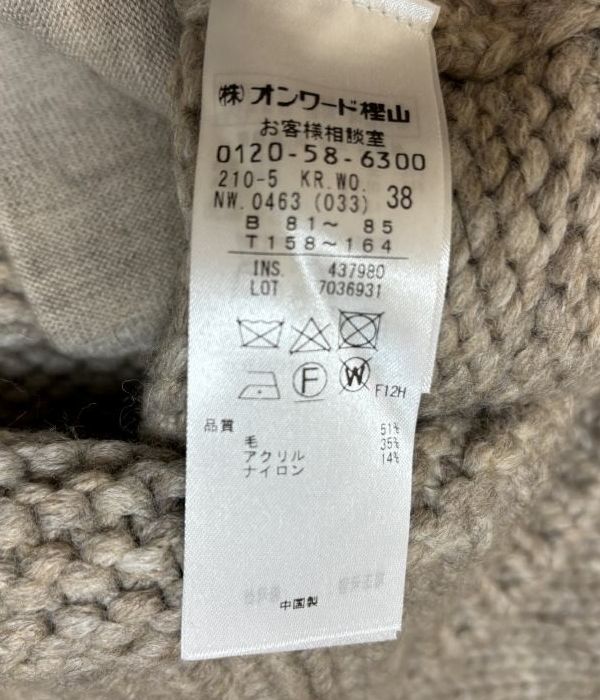 (株)オンワード樫山
お客様相談室
0120-58-6300
210-5 KR.WO. 38
NW.0463 (033)
B 81～ 85
T158～164
INS. 437980
LOT 7036931
F W F12H
品質 51%
毛 35%
アクリル 14%
ナイロン
中国製